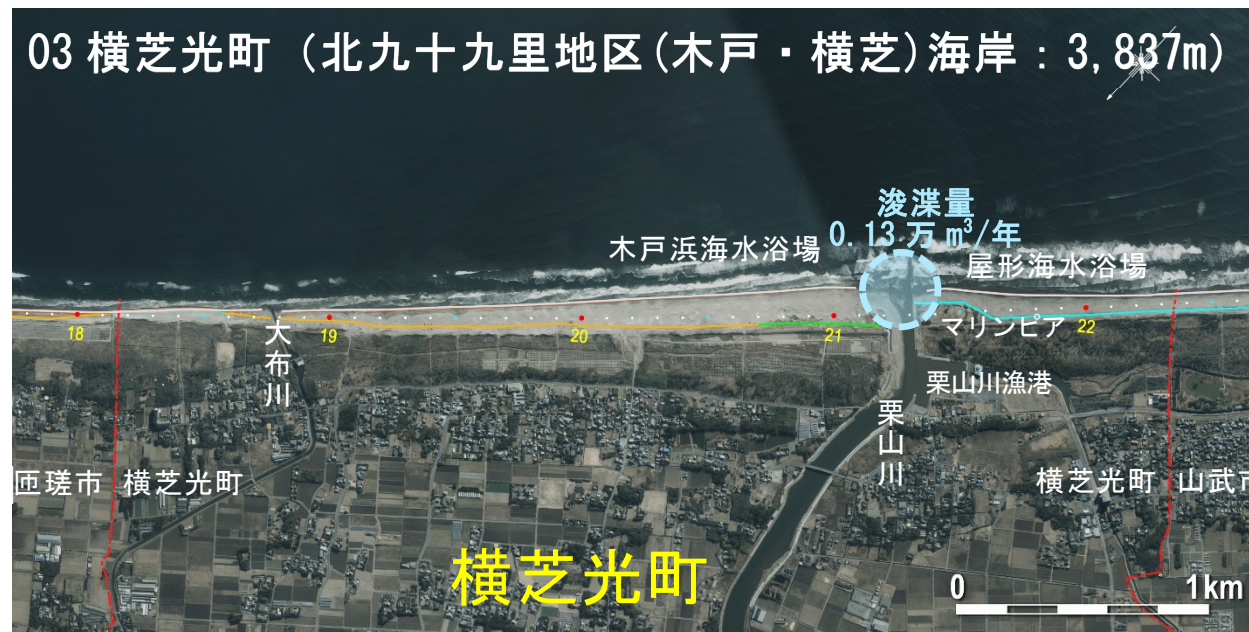 03 横芝光町 (北九十九里地区(木戸・横芝)海岸:3,837m)
浚渫量
0.13 万 m³/年
木戸浜海水浴場
屋形海水浴場
18
大布川
19
20
21
マリンピア
22
栗山川漁港
栗山川
匝瑳市
横芝光町
横芝光町
山武市
横芝光町
0
1km